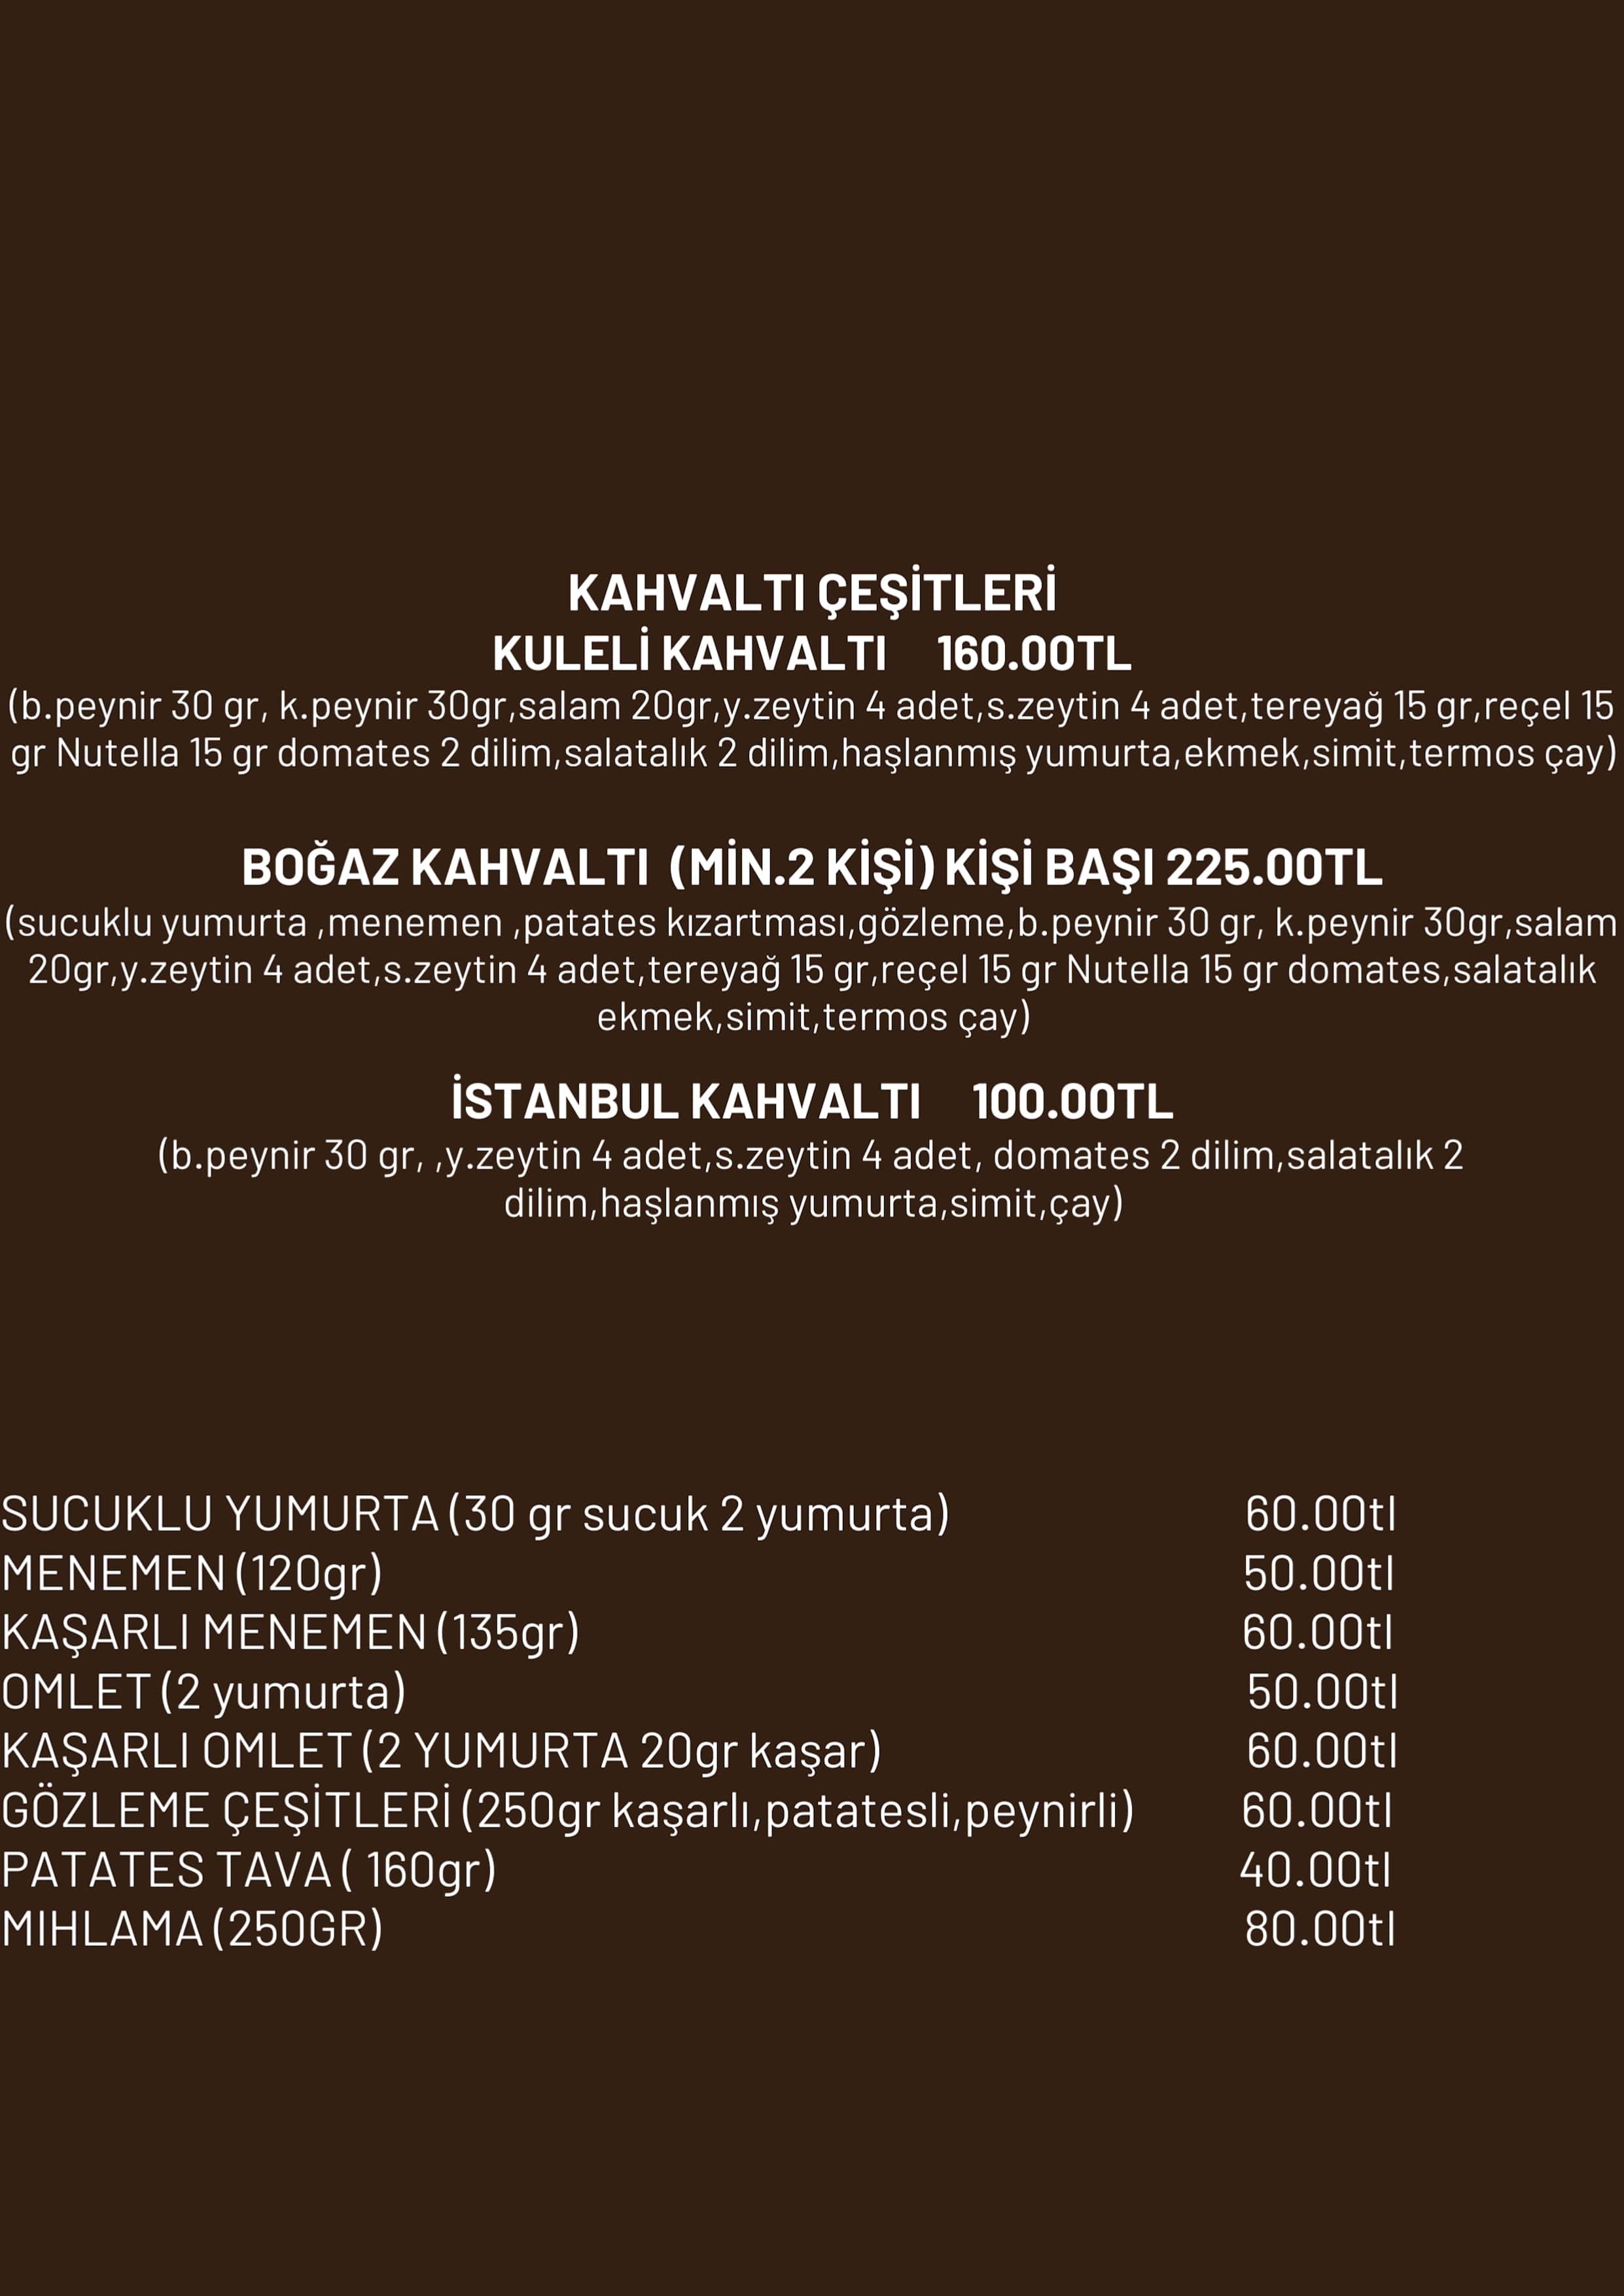 KAHVALTI ÇEŞİTLERİ
KULELİ KAHVALTI 160.00TL
(b.peynir 30 gr, k.peynir 30gr,salam 20gr,y.zeytin 4 adet,s.zeytin 4 adet,tereyağ 15 gr,reçel 15
gr Nutella 15 gr domates 2 dilim,salatalık 2 dilim,haşlanmış yumurta,ekmek,simit,termos çay)
BOĞAZ KAHVALTI (MİN.2 KİŞİ) KİŞİ BAŞI 225.00TL
(sucuklu yumurta ,menemen ,patates kızartması,gözleme,b.peynir 30 gr, k.peynir 30gr,salam
20gr,y.zeytin 4 adet,s.zeytin 4 adet,tereyağ 15 gr,reçel 15 gr Nutella 15 gr domates,salatalık
ekmek,simit,termos çay)
İSTANBUL KAHVALTI 100.00TL
(b.peynir 30 gr, ,y.zeytin 4 adet,s.zeytin 4 adet, domates 2 dilim,salatalık 2
dilim,haşlanmış yumurta,simit,çay)
SUCUKLU YUMURTA (30 gr sucuk 2 yumurta) 60.00tl
MENEMEN (120gr) 50.00tl
KAŞARLI MENEMEN (135gr) 60.00tl
OMLET (2 yumurta) 50.00tl
KAŞARLI OMLET (2 YUMURTA 20gr kaşar) 60.00tl
GÖZLEME ÇEŞİTLERİ (250gr kaşarlı,patatesli,peynirli) 60.00tl
PATATES TAVA ( 160gr) 40.00tl
MIHLAMA (250GR) 80.00tl